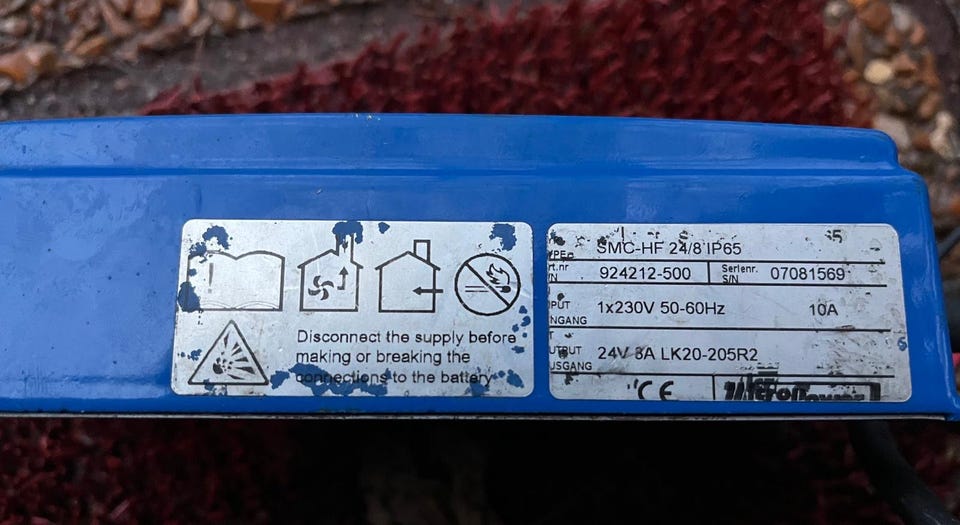 Disconnect the supply before
making or breaking the
connections to the battery
SMC-HF 24/8 IP65
924212-500 Serienr. S/N 07081569
1x230V 50-60Hz 10A
NGANG
24V 8A LK20-205R2
USGANG
CE MicroPower